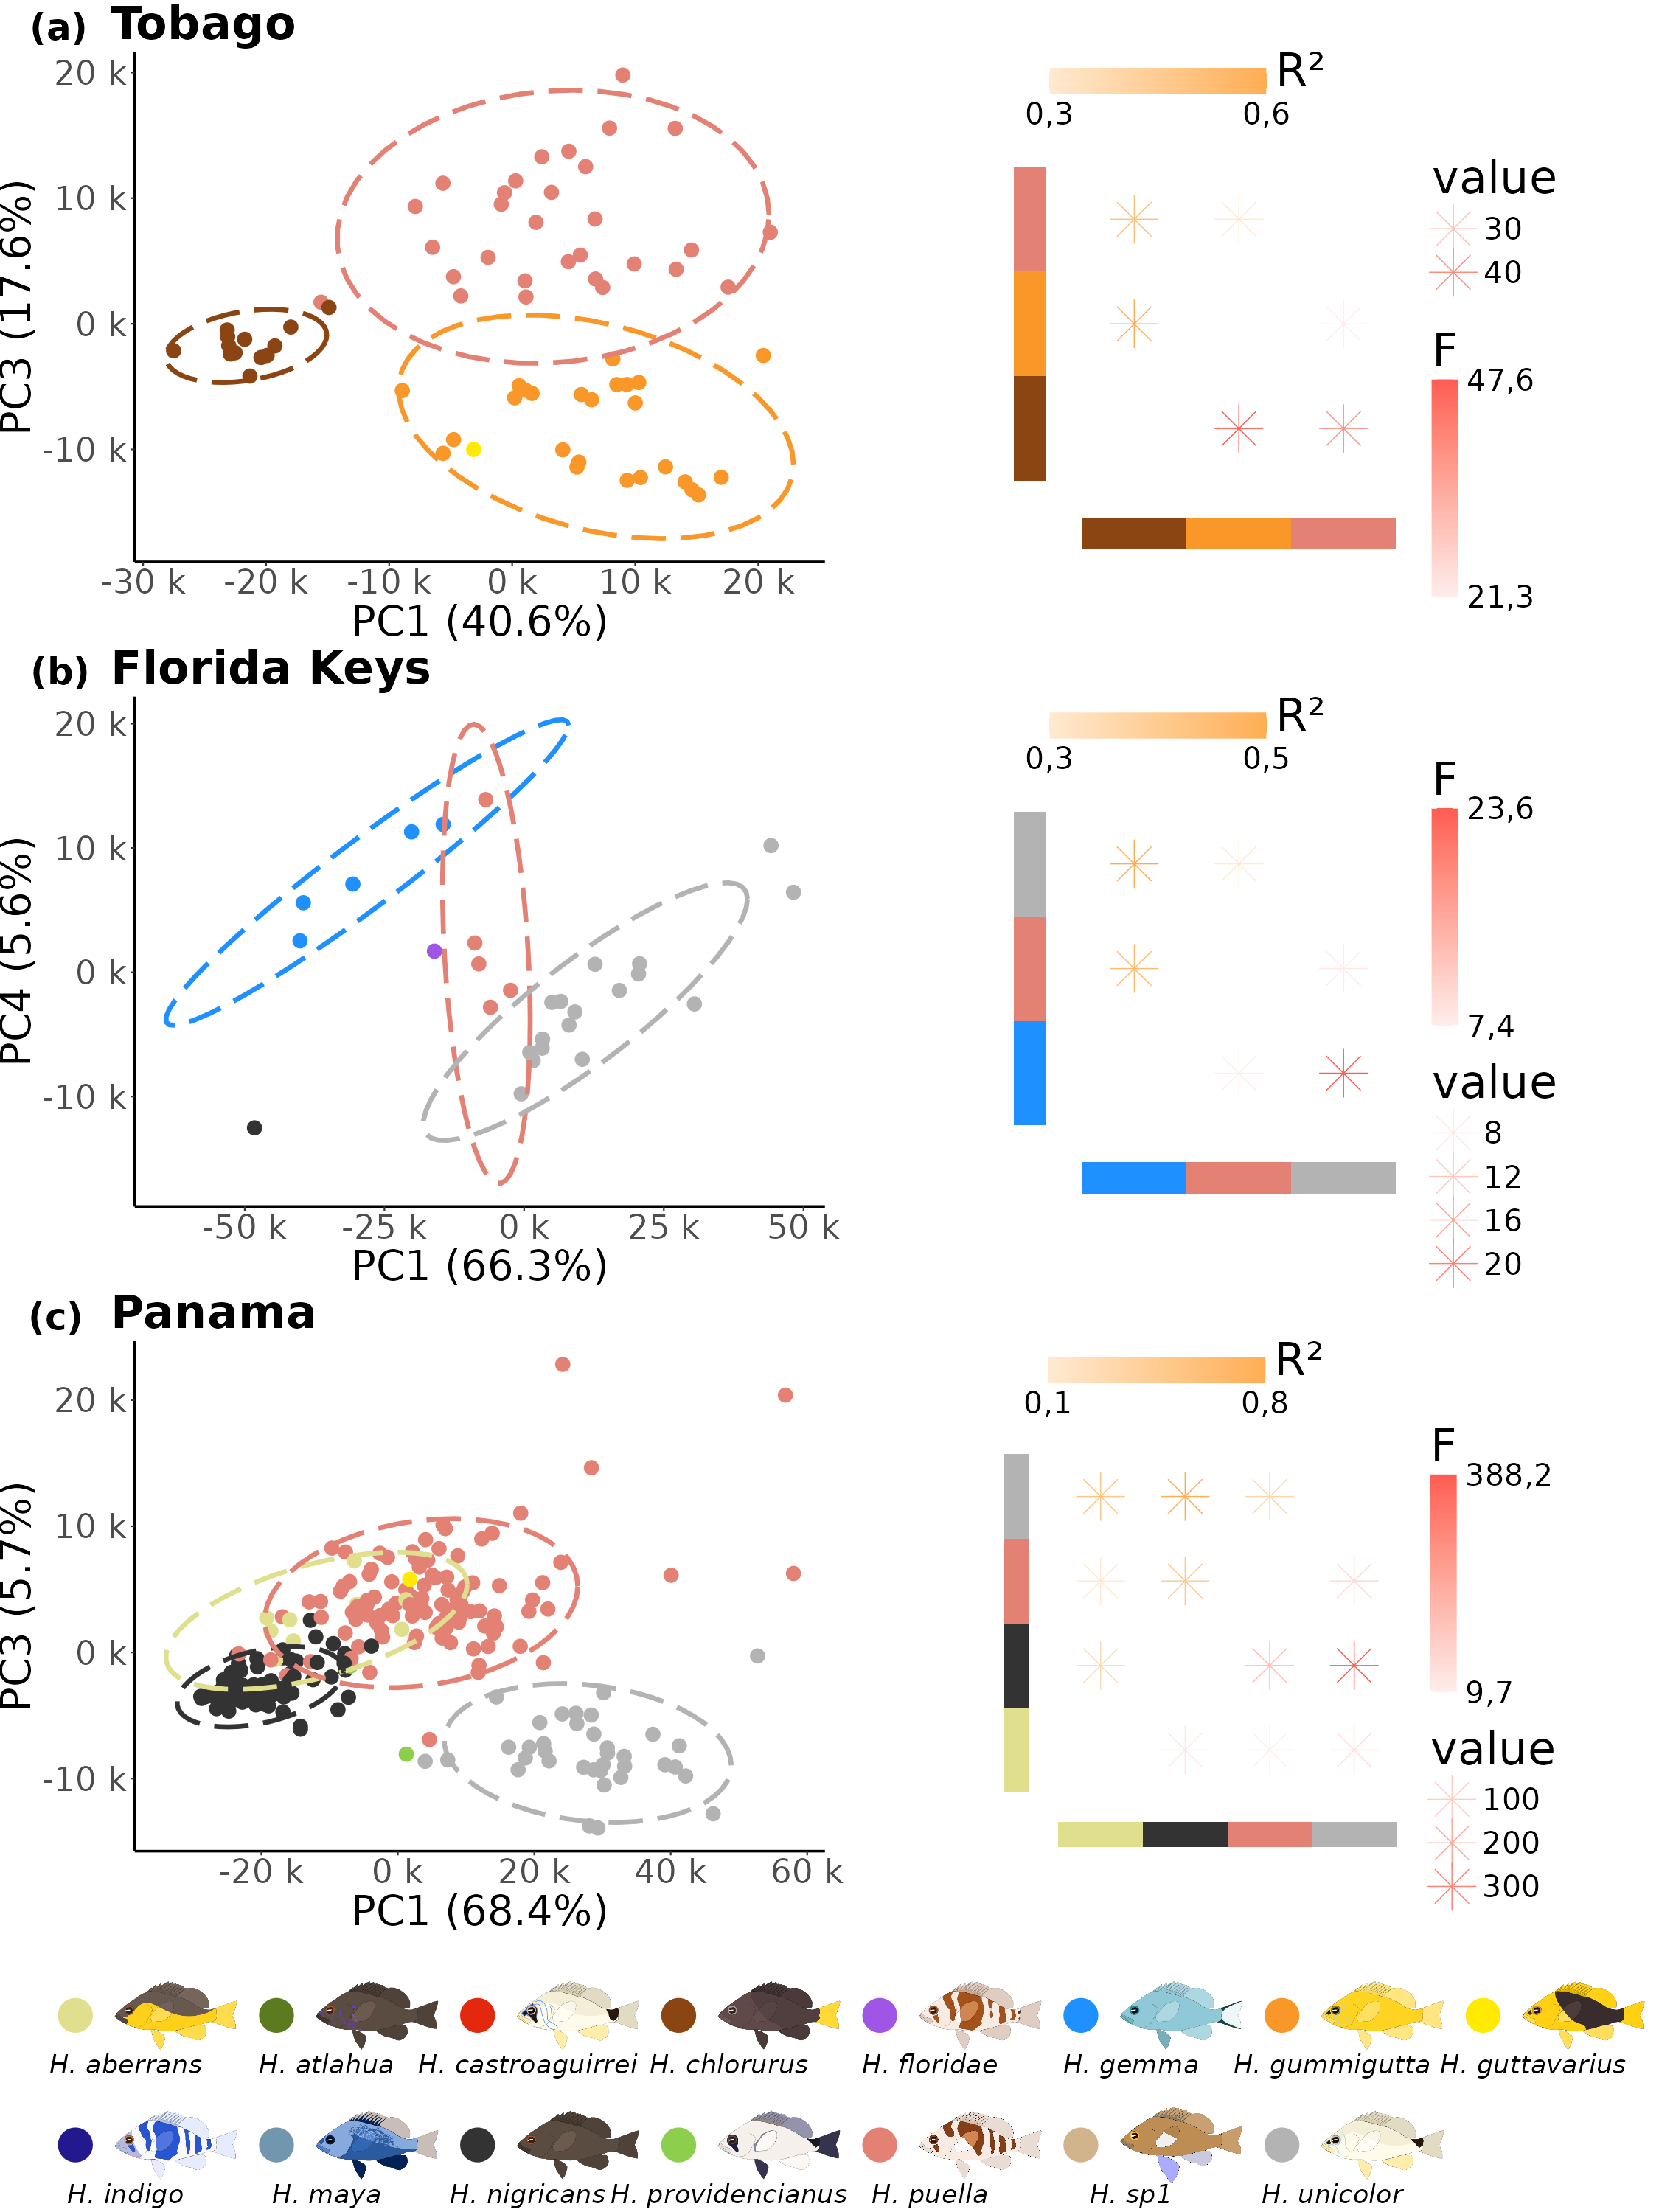 (a) Tobago
20 k
10 k
0 k
-10 k
PC3 (17.6%)
-30 k -20 k -10 k 0 k 10 k 20 k
PC1 (40.6%)
R²
0,3 0,6
value
30
40
F
47,6
21,3
(b) Florida Keys
20 k
10 k
0 k
-10 k
PC4 (5.6%)
-50 k -25 k 0 k 25 k 50 k
PC1 (66.3%)
R²
0,3 0,5
F
23,6
7,4
value
8
12
16
20
(c) Panama
20 k
10 k
0 k
-10 k
PC3 (5.7%)
-20 k 0 k 20 k 40 k 60 k
PC1 (68.4%)
R²
0,1 0,8
F
388,2
9,7
value
100
200
300
H. aberrans H. atlahua H. castroaguirrei H. chlorurus H. floridae H. gemma H. gummigutta H. guttavarius
H. indigo H. maya H. nigricans H. providencianus H. puella H. sp1 H. unicolor